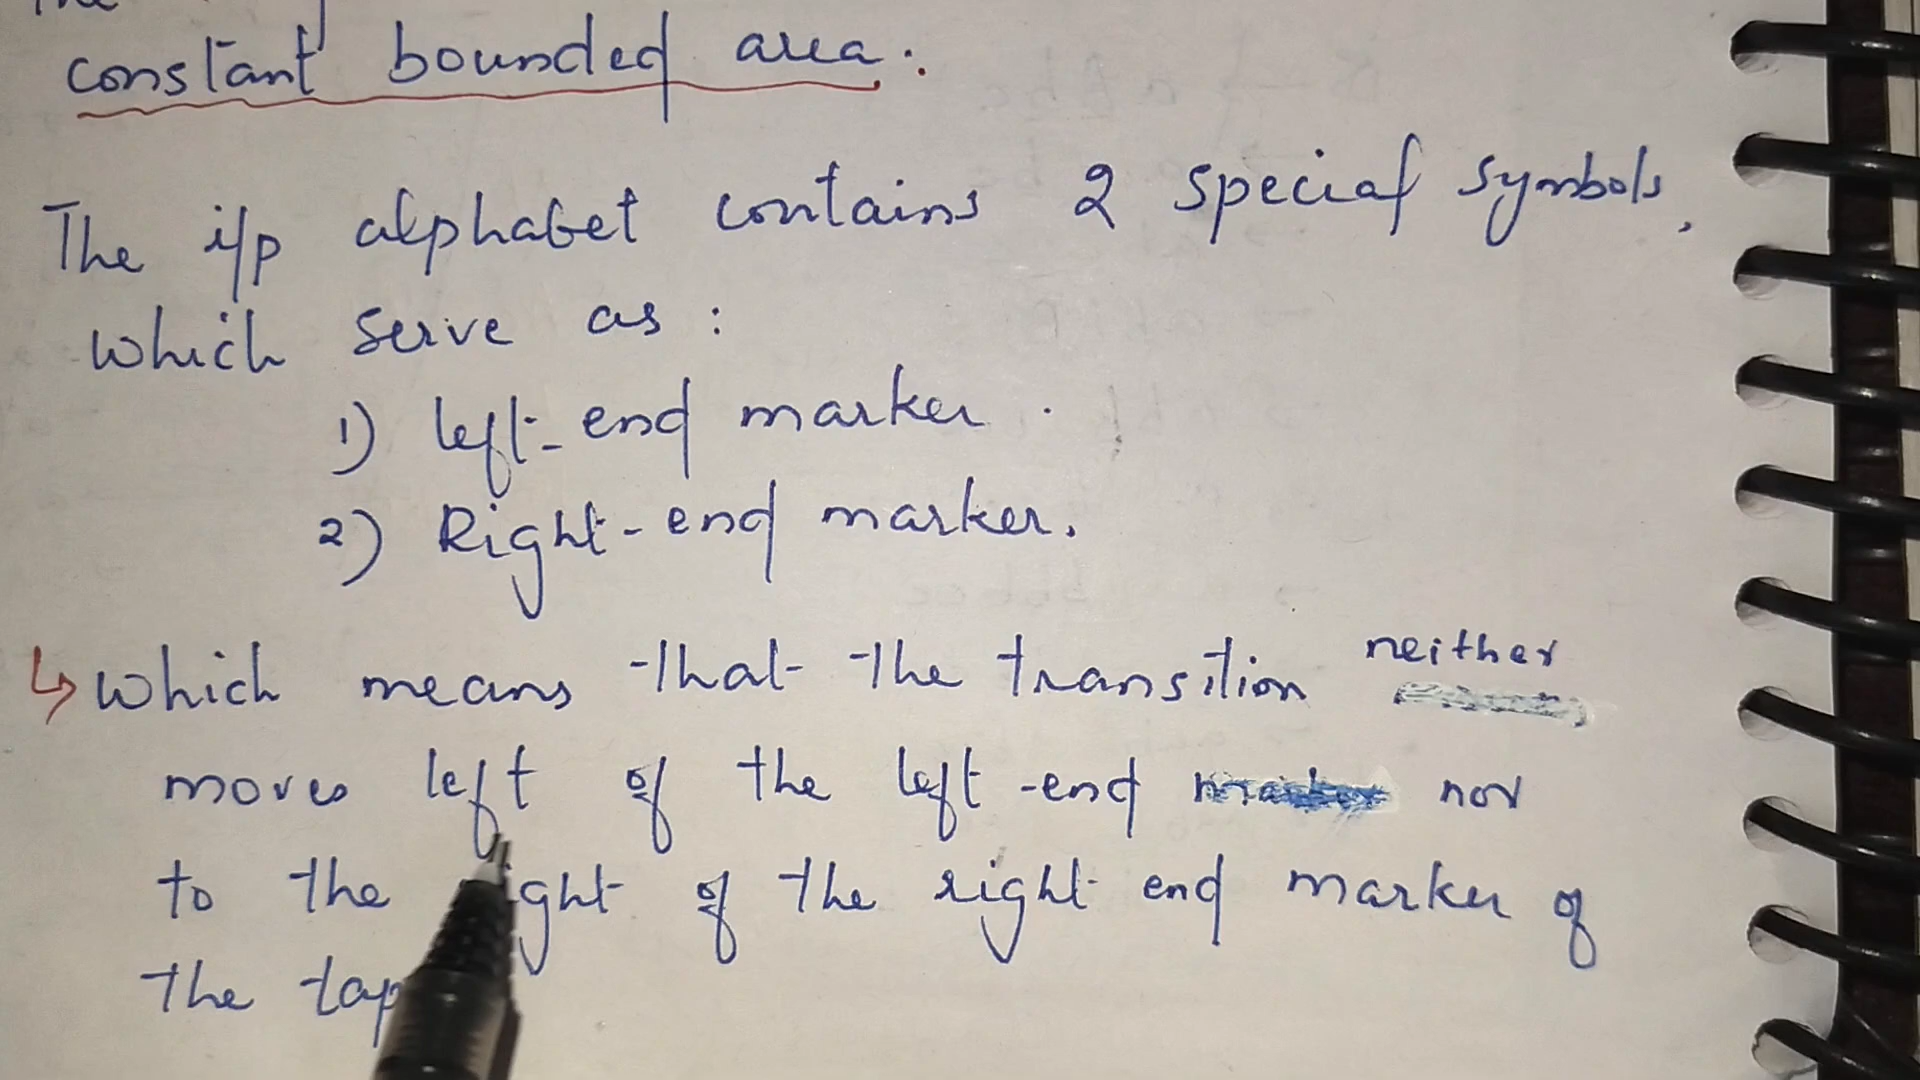 The
constant bounded area.
The i/p alphabet contains 2 special symbols,
which serve as :
1) left-end marker.
2) Right-end marker.
↳ which means that the transition neither
moves left of the left-end nor
to the right of the right end marker of
the